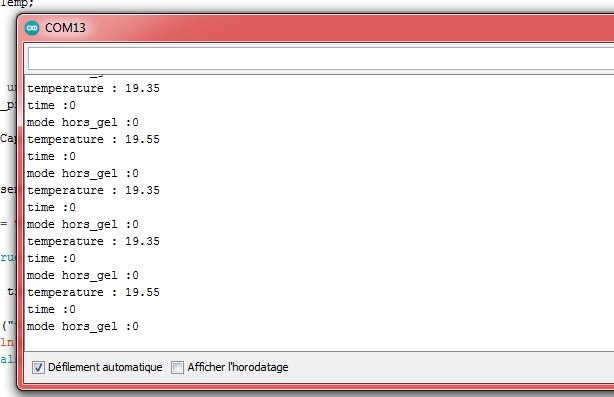 Temp;
COM13
temperature : 19.35
time :0
mode hors_gel :0
temperature : 19.55
time :0
mode hors_gel :0
temperature : 19.35
time :0
mode hors_gel :0
temperature : 19.35
time :0
mode hors_gel :0
temperature : 19.55
time :0
mode hors_gel :0
Défilement automatique
Afficher l'horodatage